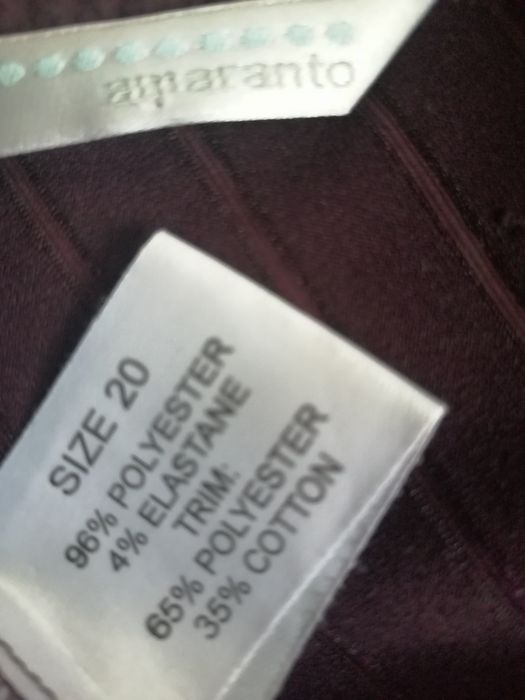 amaranto
SIZE 20
96% POLYESTER
4% ELASTANE
TRIM:
65% POLYESTER
35% COTTON